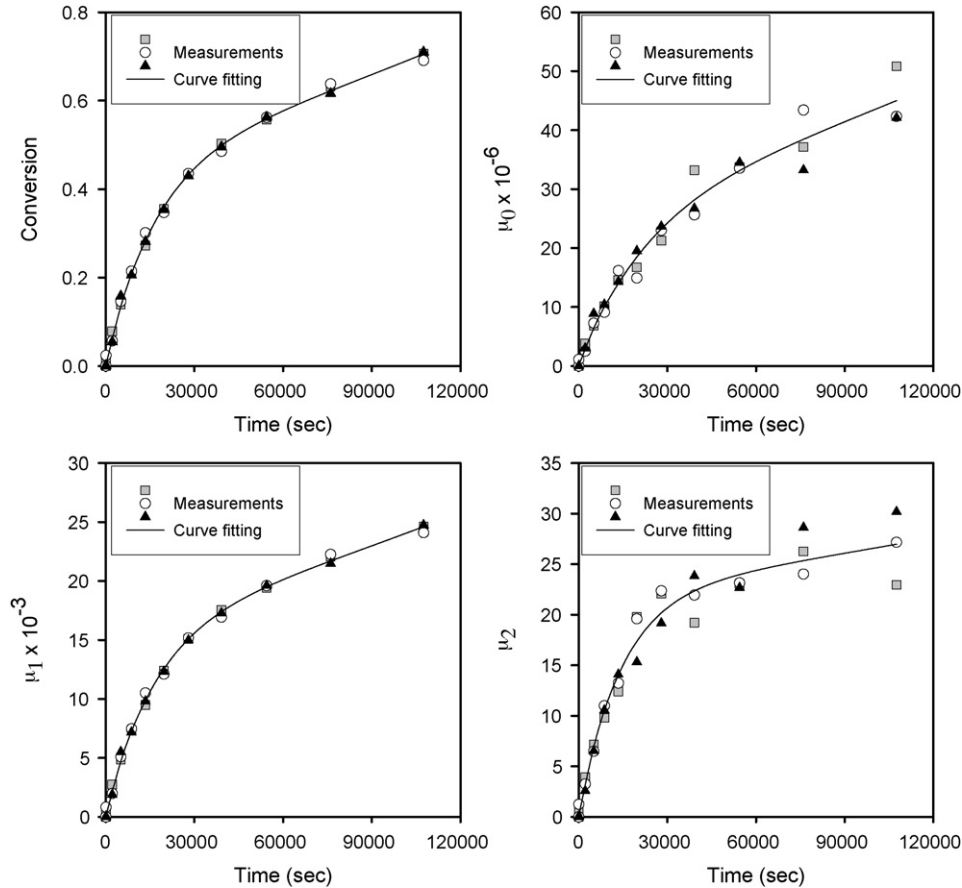 0.8
0.6
0.4
0.2
0.0
Conversion
Measurements
Curve fitting
0 30000 60000 90000 120000
Time (sec)
60
50
40
30
20
10
0
μ0 x 10-6
Measurements
Curve fitting
0 30000 60000 90000 120000
Time (sec)
30
25
20
15
10
5
0
μ1 x 10-3
Measurements
Curve fitting
0 30000 60000 90000 120000
Time (sec)
35
30
25
20
15
10
5
0
μ2
Measurements
Curve fitting
0 30000 60000 90000 120000
Time (sec)